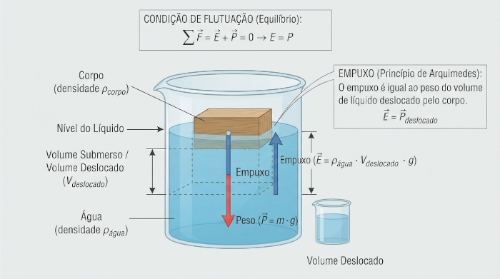 CONDIÇÃO DE FLUTUAÇÃO (Equilíbrio):
∑ F⃗ = E⃗ + P⃗ = 0 → E = P
Corpo
(densidade ρcorpo)
Nível do Líquido
Volume Submerso /
Volume Deslocado
(Vdeslocado)
Água
(densidade ρágua)
EMPUXO (Princípio de Arquimedes):
O empuxo é igual ao peso do volume
de líquido deslocado pelo corpo.
E⃗ = P⃗deslocado
Empuxo
Empuxo (E⃗ = ρágua · Vdeslocado · g)
Peso (P⃗ = m · g)
Volume Deslocado